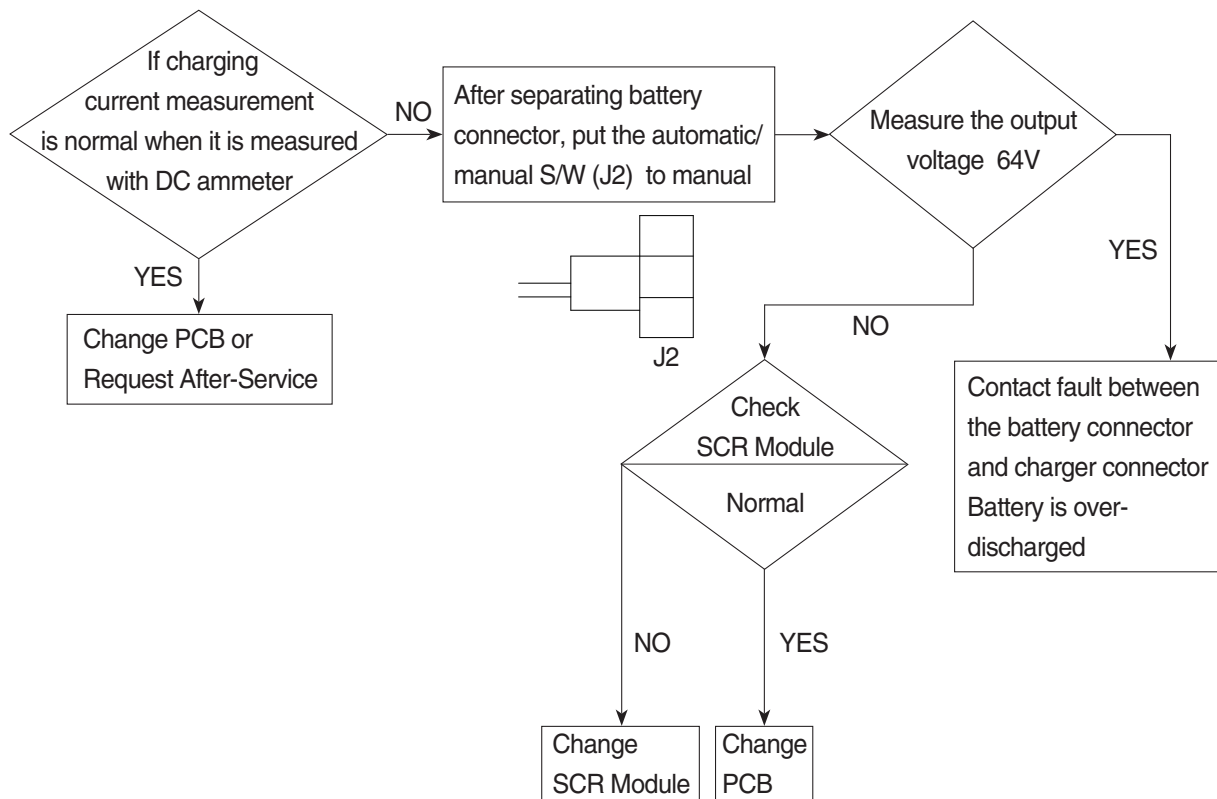 If charging
current measurement
is normal when it is measured
with DC ammeter
NO
After separating battery
connector, put the automatic/
manual S/W (J2) to manual
Measure the output
voltage 64V
YES
Change PCB or
Request After-Service
J2
NO
YES
Check
SCR Module
Normal
Contact fault between
the battery connector
and charger connector
Battery is over-
discharged
NO
YES
Change
SCR Module
Change
PCB